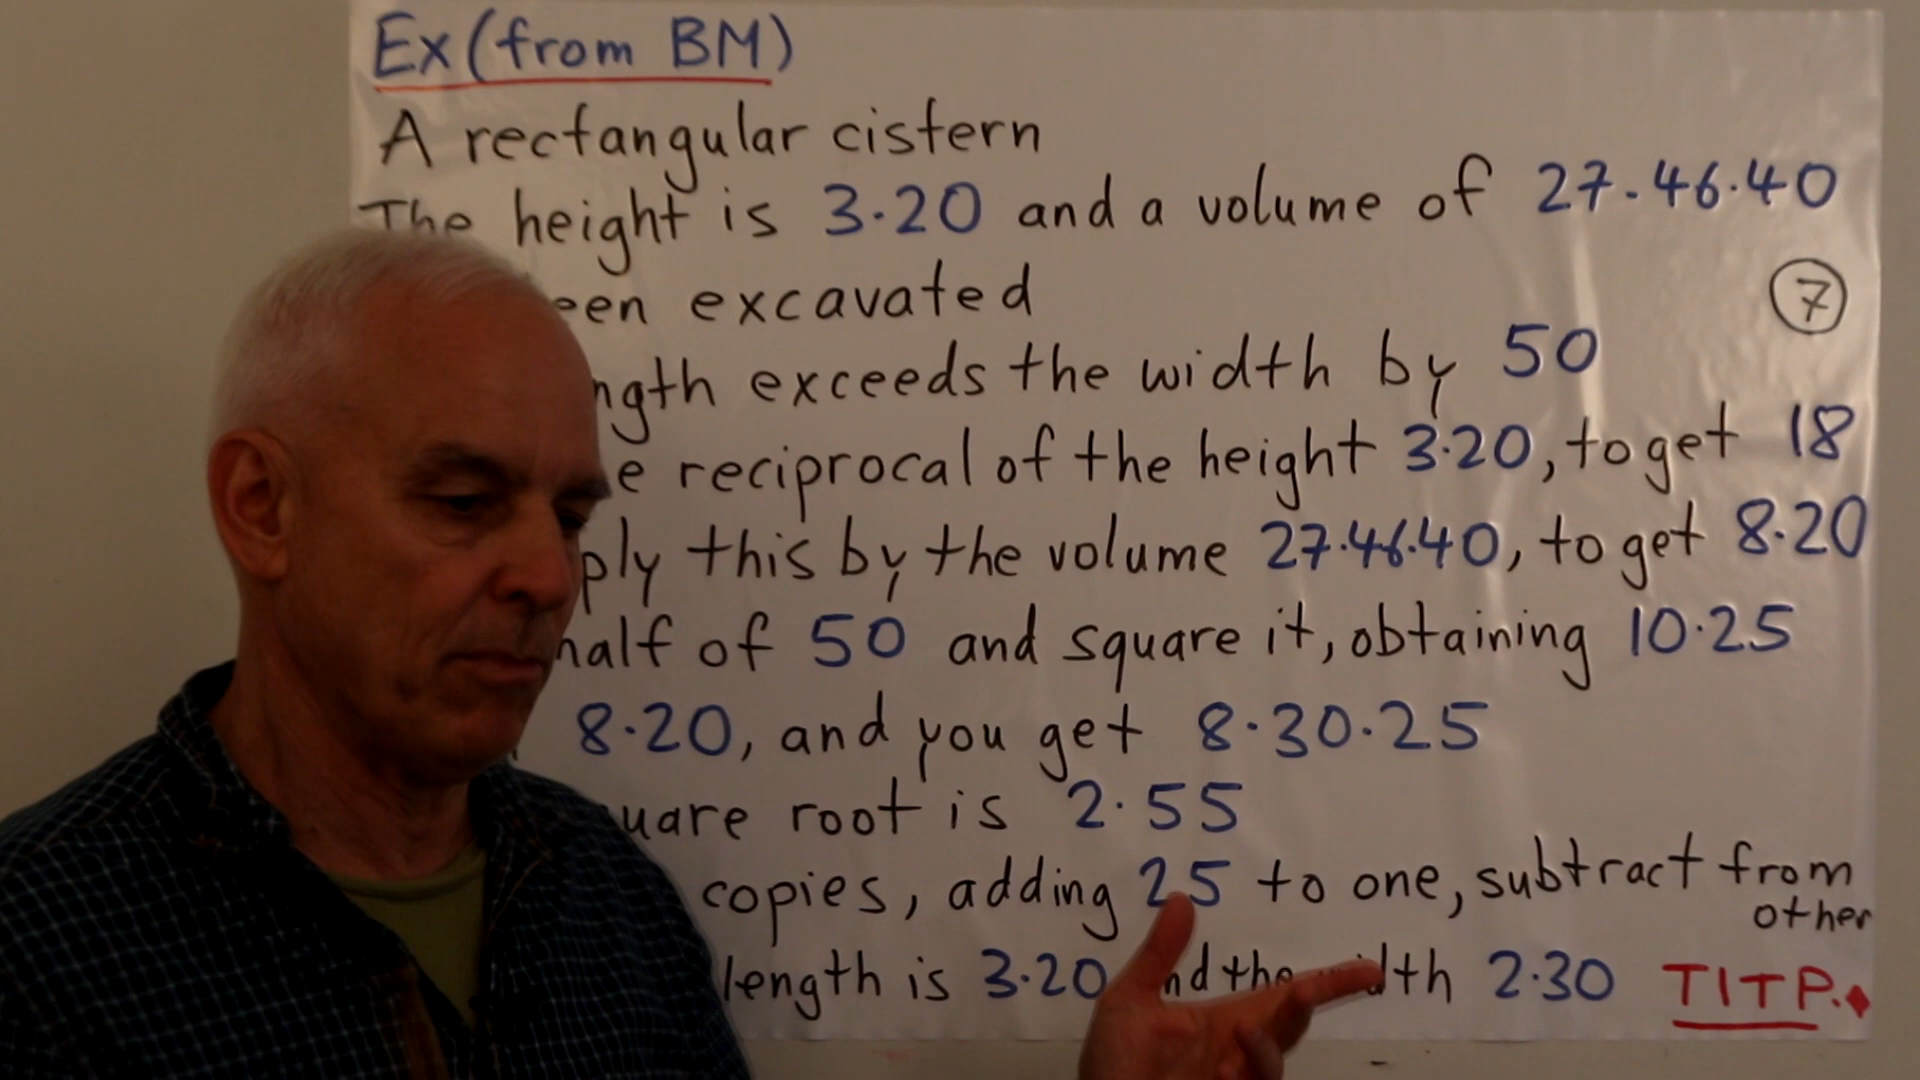 Ex (from BM)
A rectangular cistern
The height is 3·20 and a volume of 27·46·40
excavated
7
exceeds the width by 50
reciprocal of the height 3·20, to get 18
this by the volume 27·46·40, to get 8·20
half of 50 and square it, obtaining 10·25
8·20, and you get 8·30·25
root is 2·55
copies, adding 25 to one, subtract from
other
length is 3·20 and the width 2·30 TITP.